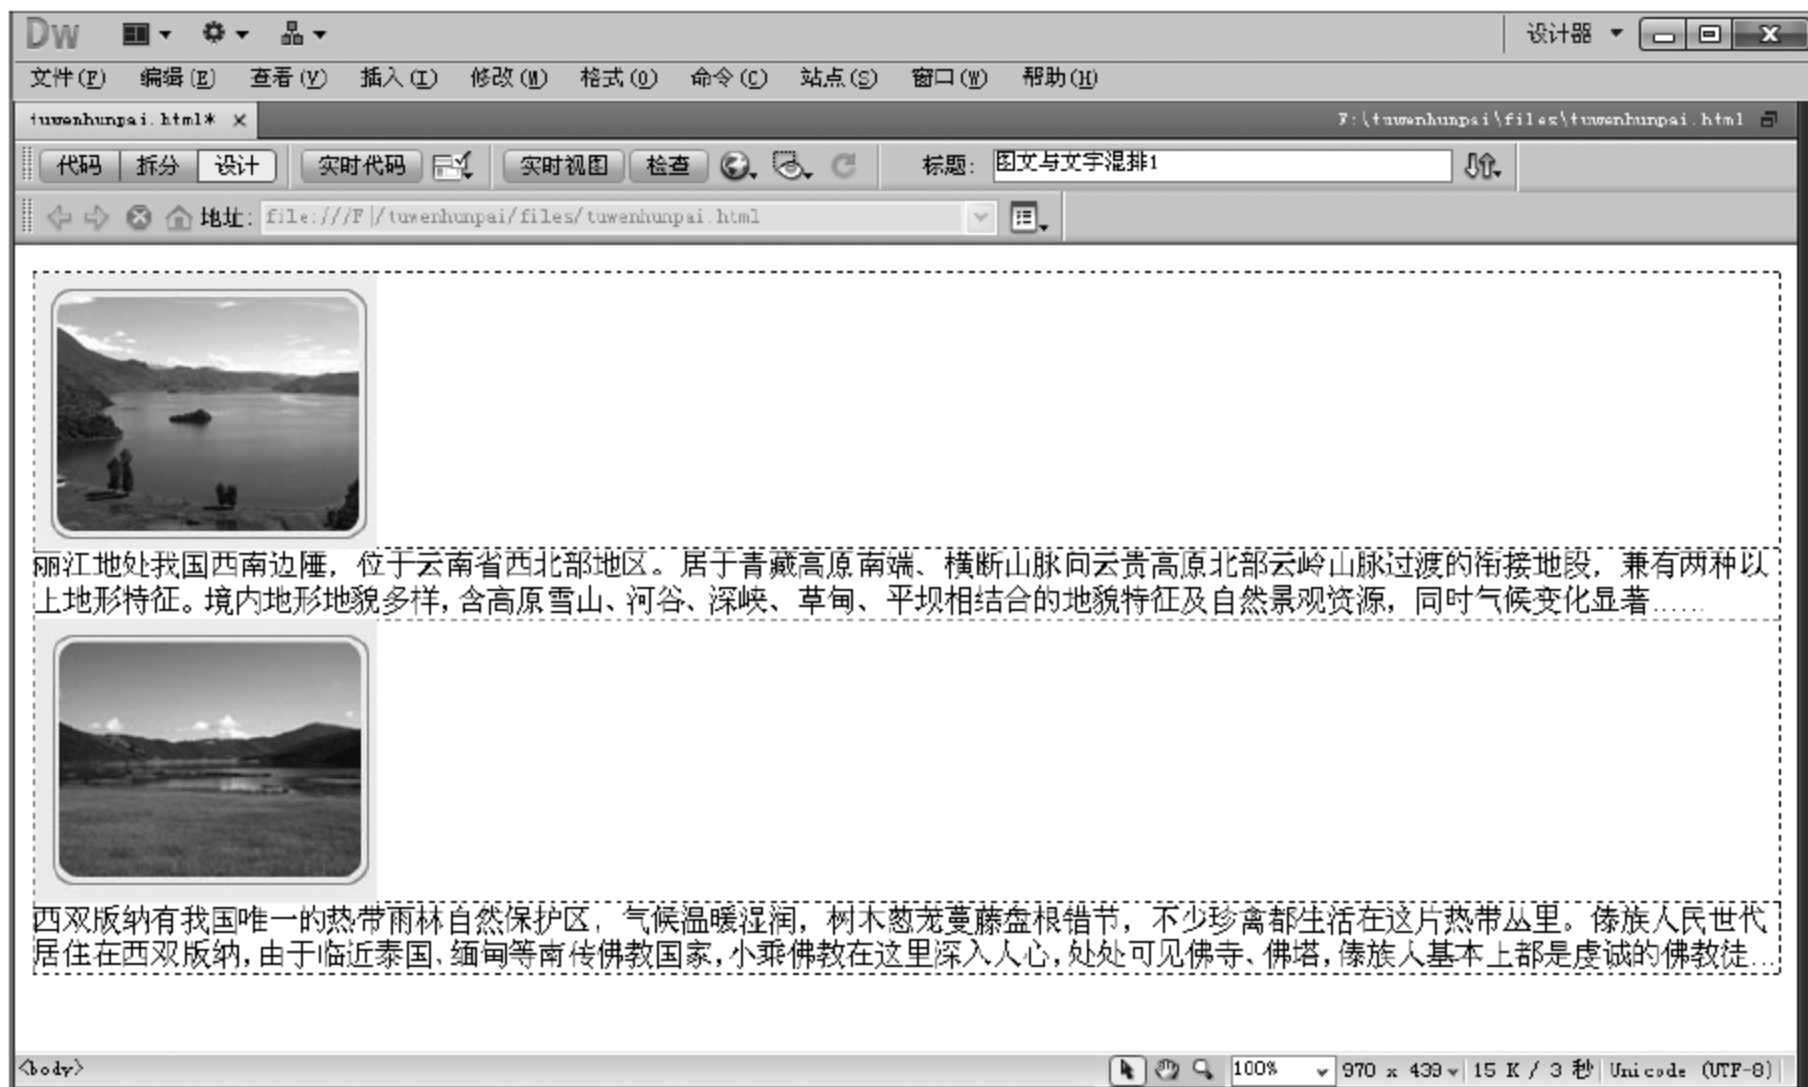 Dw 设计器
文件(F) 编辑(E) 查看(V) 插入(I) 修改(M) 格式(O) 命令(C) 站点(S) 窗口(W) 帮助(H)
tuwenhunpai.html* × F:\tuwenhunpai\files\tuwenhunpai.html
代码 拆分 设计 实时代码 实时视图 检查 标题: 图文与文字混排1
地址: file:///F|/tuwenhunpai/files/tuwenhunpai.html
丽江地处我国西南边陲，位于云南省西北部地区。居于青藏高原南端、横断山脉向云贵高原北部云岭山脉过渡的衔接地段，兼有两种以
上地形特征。境内地形地貌多样，含高原雪山、河谷、深峡、草甸、平坝相结合的地貌特征及自然景观资源，同时气候变化显著......
西双版纳有我国唯一的热带雨林自然保护区，气候温暖湿润，树木葱茏蔓藤盘根错节，不少珍禽都生活在这片热带丛里。傣族人民世代
居住在西双版纳，由于临近泰国、缅甸等南传佛教国家，小乘佛教在这里深入人心，处处可见佛寺、佛塔，傣族人基本上都是虔诚的佛教徒...
<body> 100% 970 x 439 15 K / 3 秒 Unicode (UTF-8)